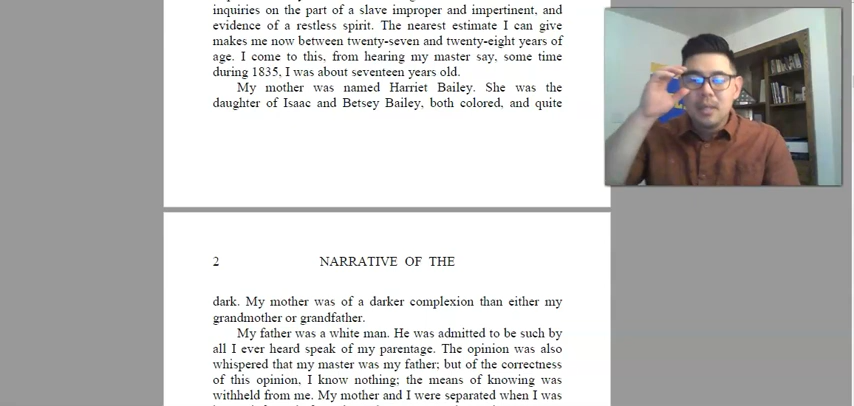 inquiries on the part of a slave improper and impertinent, and
evidence of a restless spirit. The nearest estimate I can give
makes me now between twenty-seven and twenty-eight years of
age. I come to this, from hearing my master say, some time
during 1835, I was about seventeen years old.
My mother was named Harriet Bailey. She was the
daughter of Isaac and Betsey Bailey, both colored, and quite
2 NARRATIVE OF THE
dark. My mother was of a darker complexion than either my
grandmother or grandfather.
My father was a white man. He was admitted to be such by
all I ever heard speak of my parentage. The opinion was also
whispered that my master was my father; but of the correctness
of this opinion, I know nothing; the means of knowing was
withheld from me. My mother and I were separated when I was